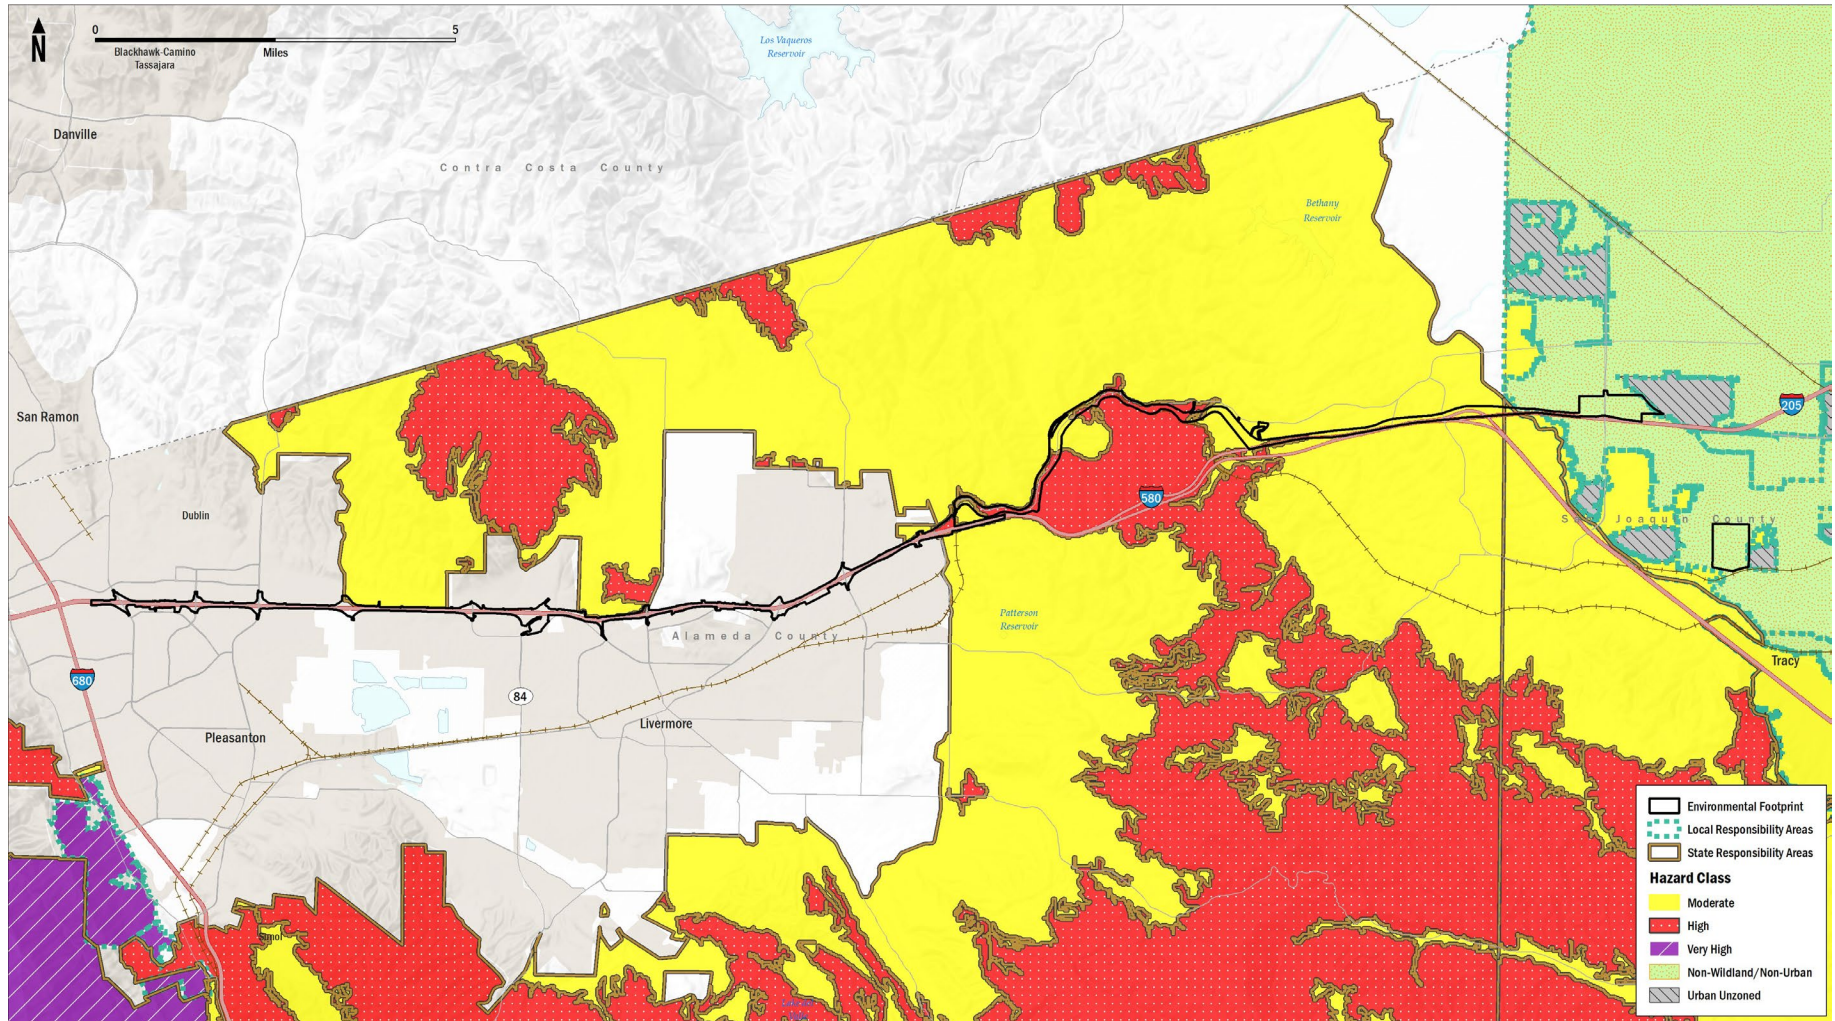 N
0
5
Miles
Blackhawk-Camino
Tassajara
Los Vaqueros
Reservoir
Danville
Contra Costa County
Bethany
Reservoir
San Ramon
205
580
Dublin
San Joaquin County
Patterson
Reservoir
Alameda County
Tracy
680
84
Livermore
Pleasanton
Sunol
Environmental Footprint
Local Responsibility Areas
State Responsibility Areas
Hazard Class
Moderate
High
Very High
Non-Wildland/Non-Urban
Urban Unzoned